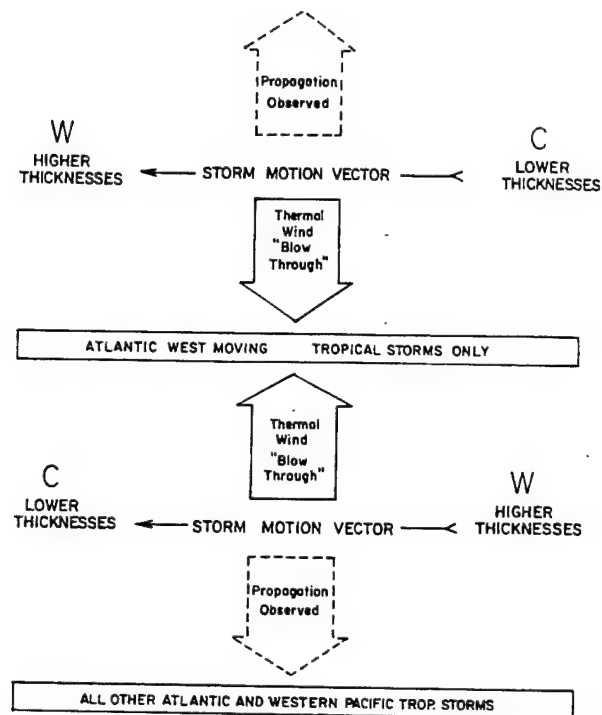 Propagation
Observed
W
C
HIGHER
THICKNESSES
STORM MOTION VECTOR
LOWER
THICKNESSES
Thermal
Wind
"Blow
Through"
ATLANTIC WEST MOVING TROPICAL STORMS ONLY
Thermal
Wind
"Blow
Through"
C
W
LOWER
THICKNESSES
STORM MOTION VECTOR
HIGHER
THICKNESSES
Propagation
Observed
ALL OTHER ATLANTIC AND WESTERN PACIFIC TROP. STORMS